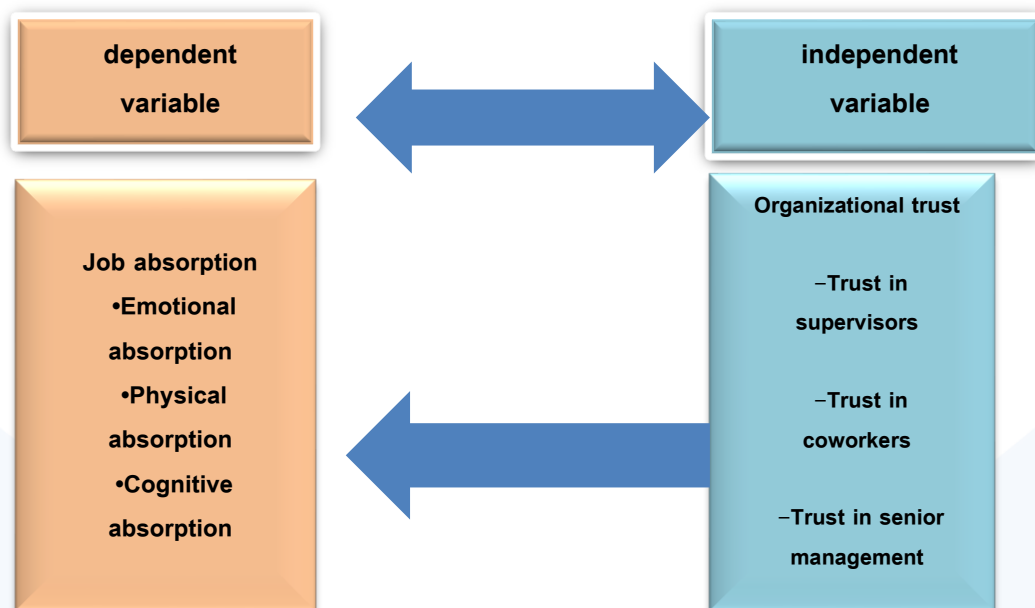 dependent
variable
independent
variable
Job absorption
•Emotional
absorption
•Physical
absorption
•Cognitive
absorption
Organizational trust
–Trust in
supervisors
–Trust in
coworkers
–Trust in senior
management